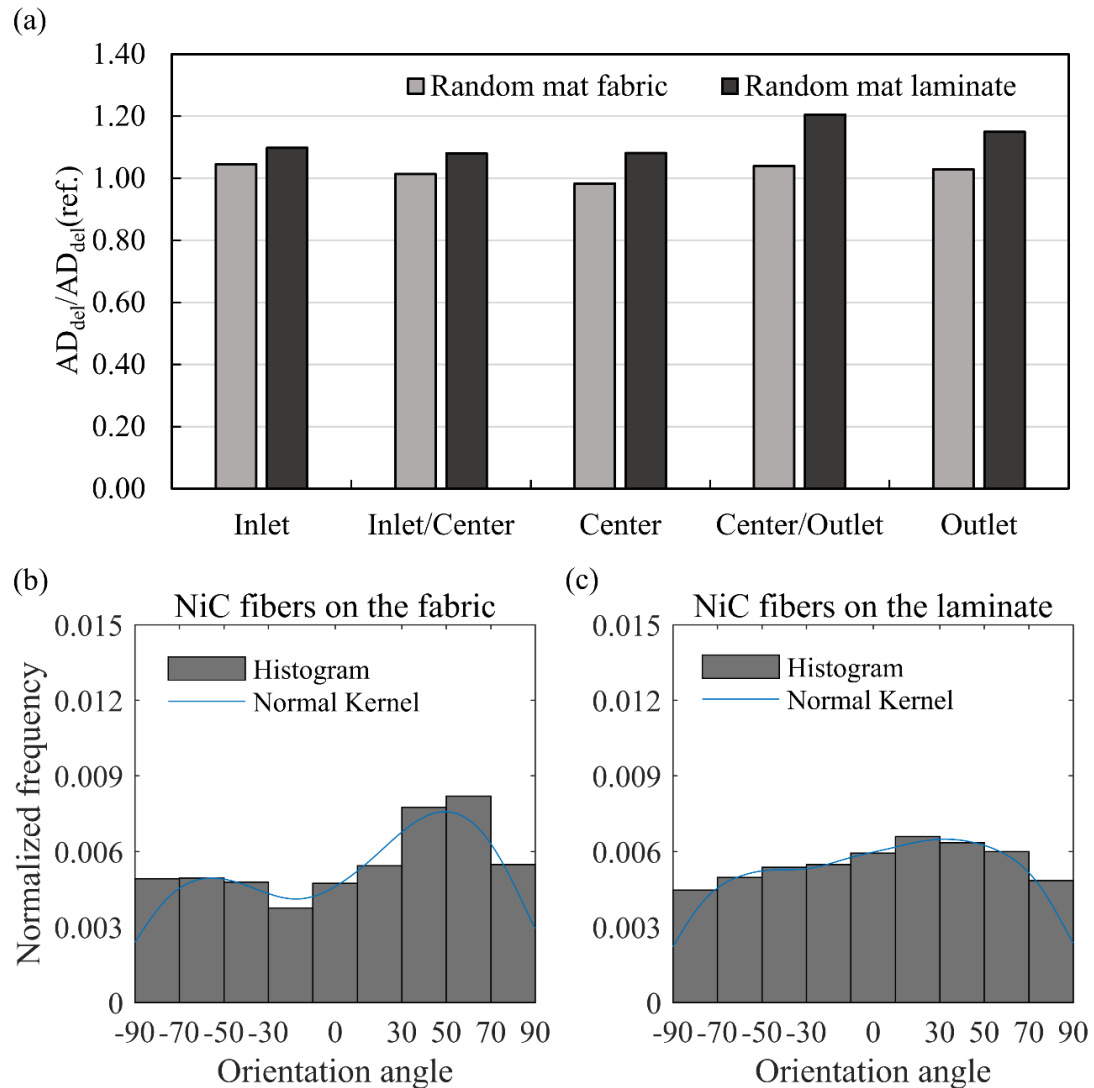 (a)
AD_del/AD_del(ref.)
1.40
1.20
1.00
0.80
0.60
0.40
0.20
0.00
Random mat fabric Random mat laminate
Inlet Inlet/Center Center Center/Outlet Outlet
(b)
NiC fibers on the fabric
Normalized frequency
0.015
0.012
0.009
0.006
0.003
0
Histogram
Normal Kernel
-90 -70 -50 -30 0 30 50 70 90
Orientation angle
(c)
NiC fibers on the laminate
0.015
0.012
0.009
0.006
0.003
0
Histogram
Normal Kernel
-90 -70 -50 -30 0 30 50 70 90
Orientation angle